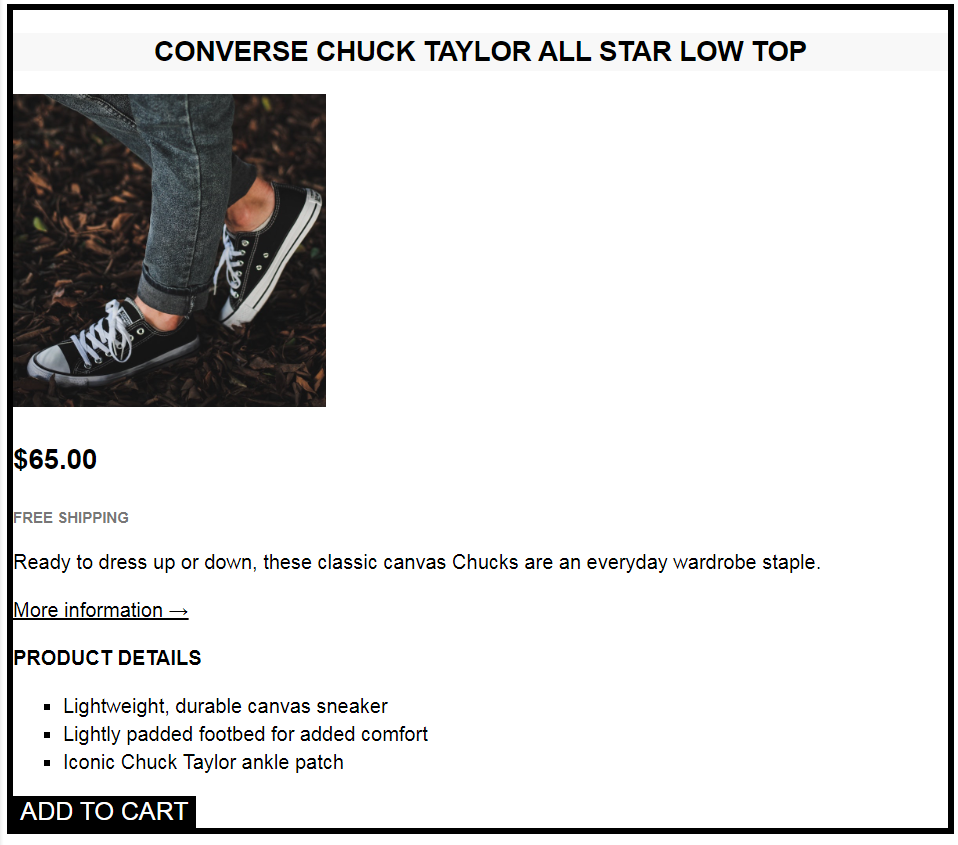 CONVERSE CHUCK TAYLOR ALL STAR LOW TOP
$65.00
FREE SHIPPING
Ready to dress up or down, these classic canvas Chucks are an everyday wardrobe staple.
More information →
PRODUCT DETAILS
Lightweight, durable canvas sneaker
Lightly padded footbed for added comfort
Iconic Chuck Taylor ankle patch
ADD TO CART